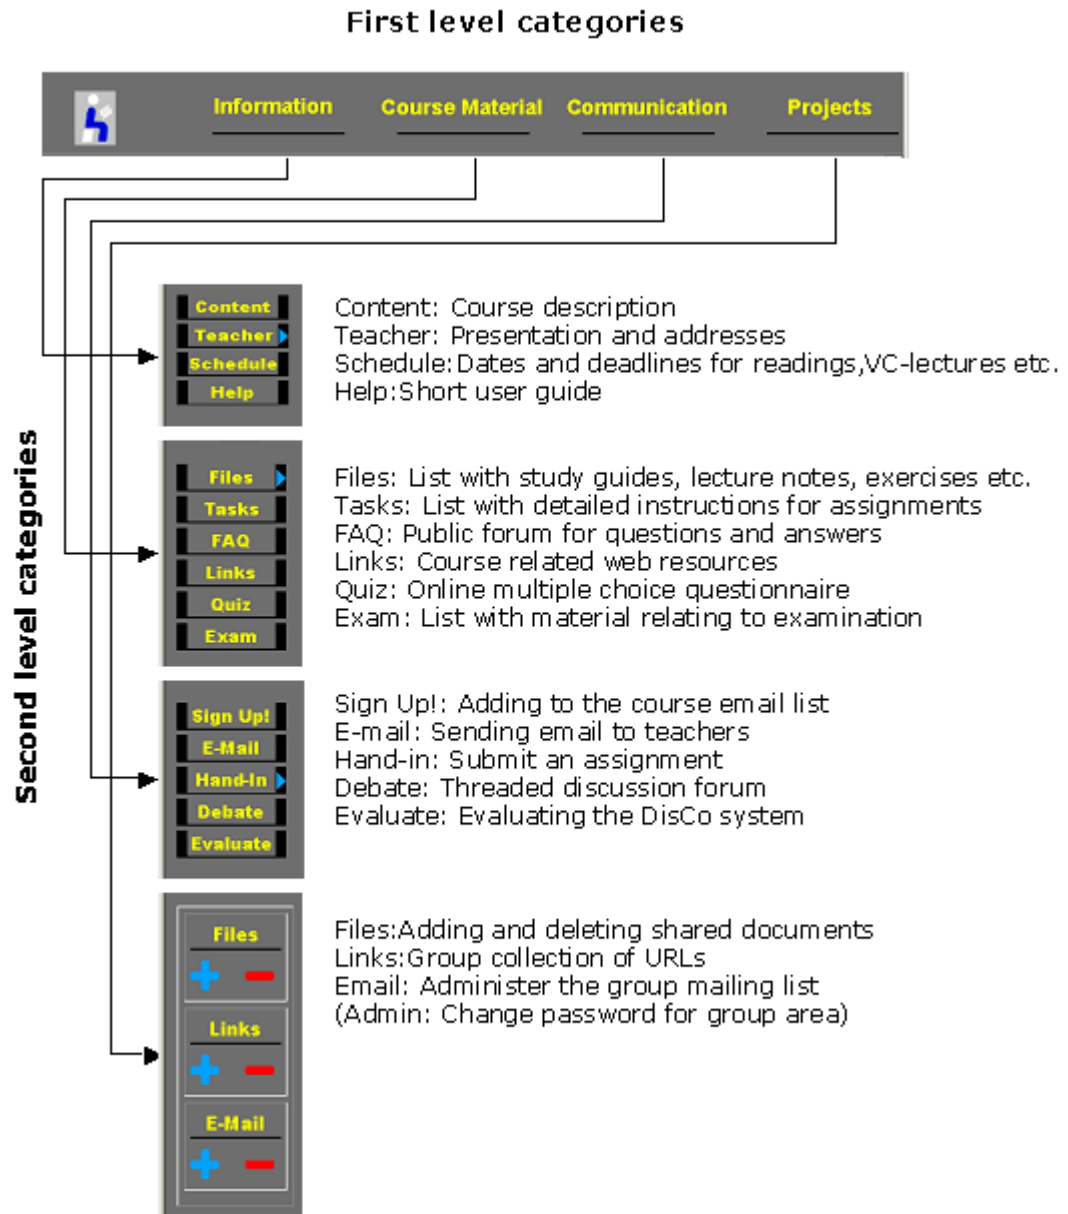 First level categories
Information Course Material Communication Projects
Second level categories
Content
Teacher
Schedule
Help
Content: Course description
Teacher: Presentation and addresses
Schedule:Dates and deadlines for readings,VC-lectures etc.
Help:Short user guide
Files
Tasks
FAQ
Links
Quiz
Exam
Files: List with study guides, lecture notes, exercises etc.
Tasks: List with detailed instructions for assignments
FAQ: Public forum for questions and answers
Links: Course related web resources
Quiz: Online multiple choice questionnaire
Exam: List with material relating to examination
Sign Up!
E-Mail
Hand-In
Debate
Evaluate
Sign Up!: Adding to the course email list
E-mail: Sending email to teachers
Hand-in: Submit an assignment
Debate: Threaded discussion forum
Evaluate: Evaluating the DisCo system
Files
Links
E-Mail
Files:Adding and deleting shared documents
Links:Group collection of URLs
Email: Administer the group mailing list
(Admin: Change password for group area)